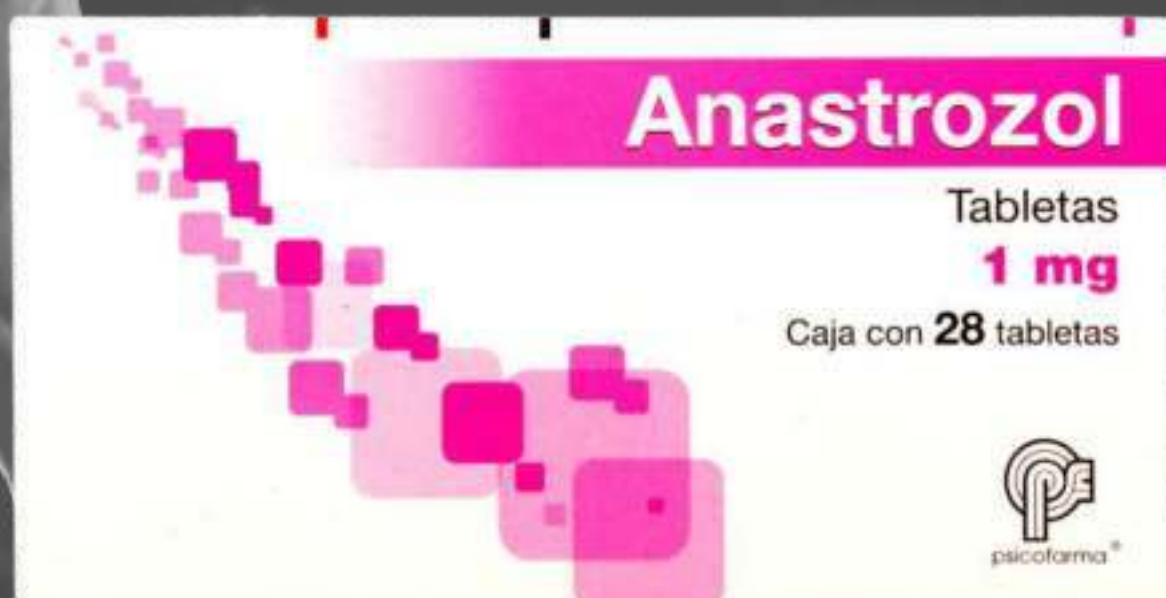 Anastrozol
Tabletas
1 mg
Caja con 28 tabletas
psicofarma®